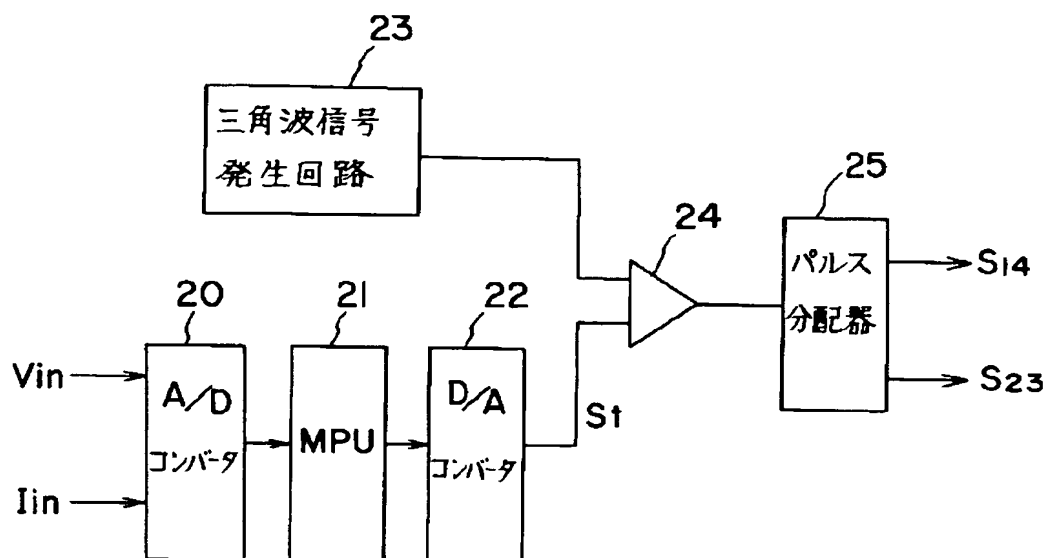 23
三角波信号
発生回路
24
25
パルス
分配器
S14
S23
20
21
22
Vin
Iin
A/D
コンバータ
MPU
D/A
コンバータ
St